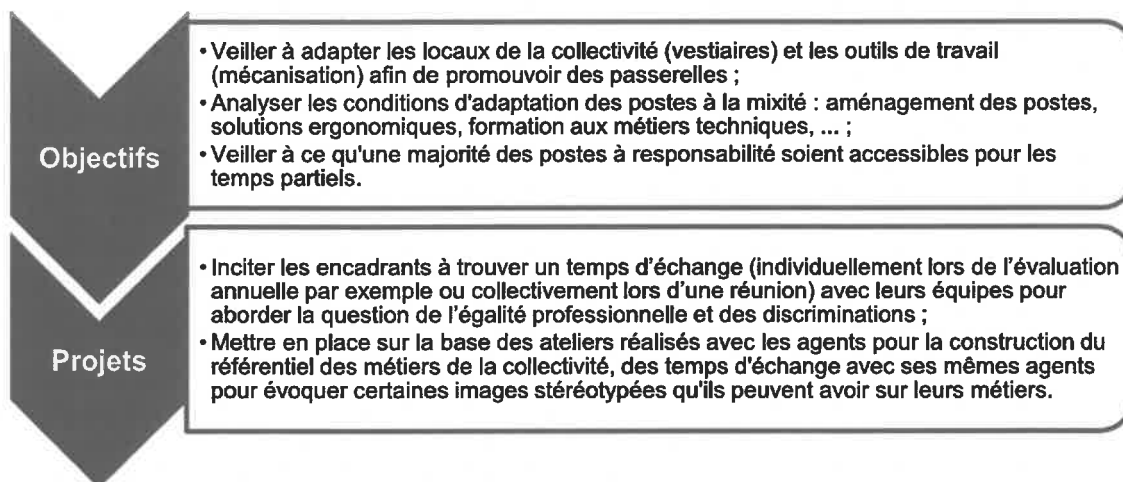 Objectifs
• Veiller à adapter les locaux de la collectivité (vestiaires) et les outils de travail
(mécanisation) afin de promouvoir des passerelles ;
• Analyser les conditions d'adaptation des postes à la mixité : aménagement des postes,
solutions ergonomiques, formation aux métiers techniques, ... ;
• Veiller à ce qu'une majorité des postes à responsabilité soient accessibles pour les
temps partiels.
Projets
• Inciter les encadrants à trouver un temps d'échange (individuellement lors de l'évaluation
annuelle par exemple ou collectivement lors d'une réunion) avec leurs équipes pour
aborder la question de l'égalité professionnelle et des discriminations ;
• Mettre en place sur la base des ateliers réalisés avec les agents pour la construction du
référentiel des métiers de la collectivité, des temps d'échange avec ses mêmes agents
pour évoquer certaines images stéréotypées qu'ils peuvent avoir sur leurs métiers.